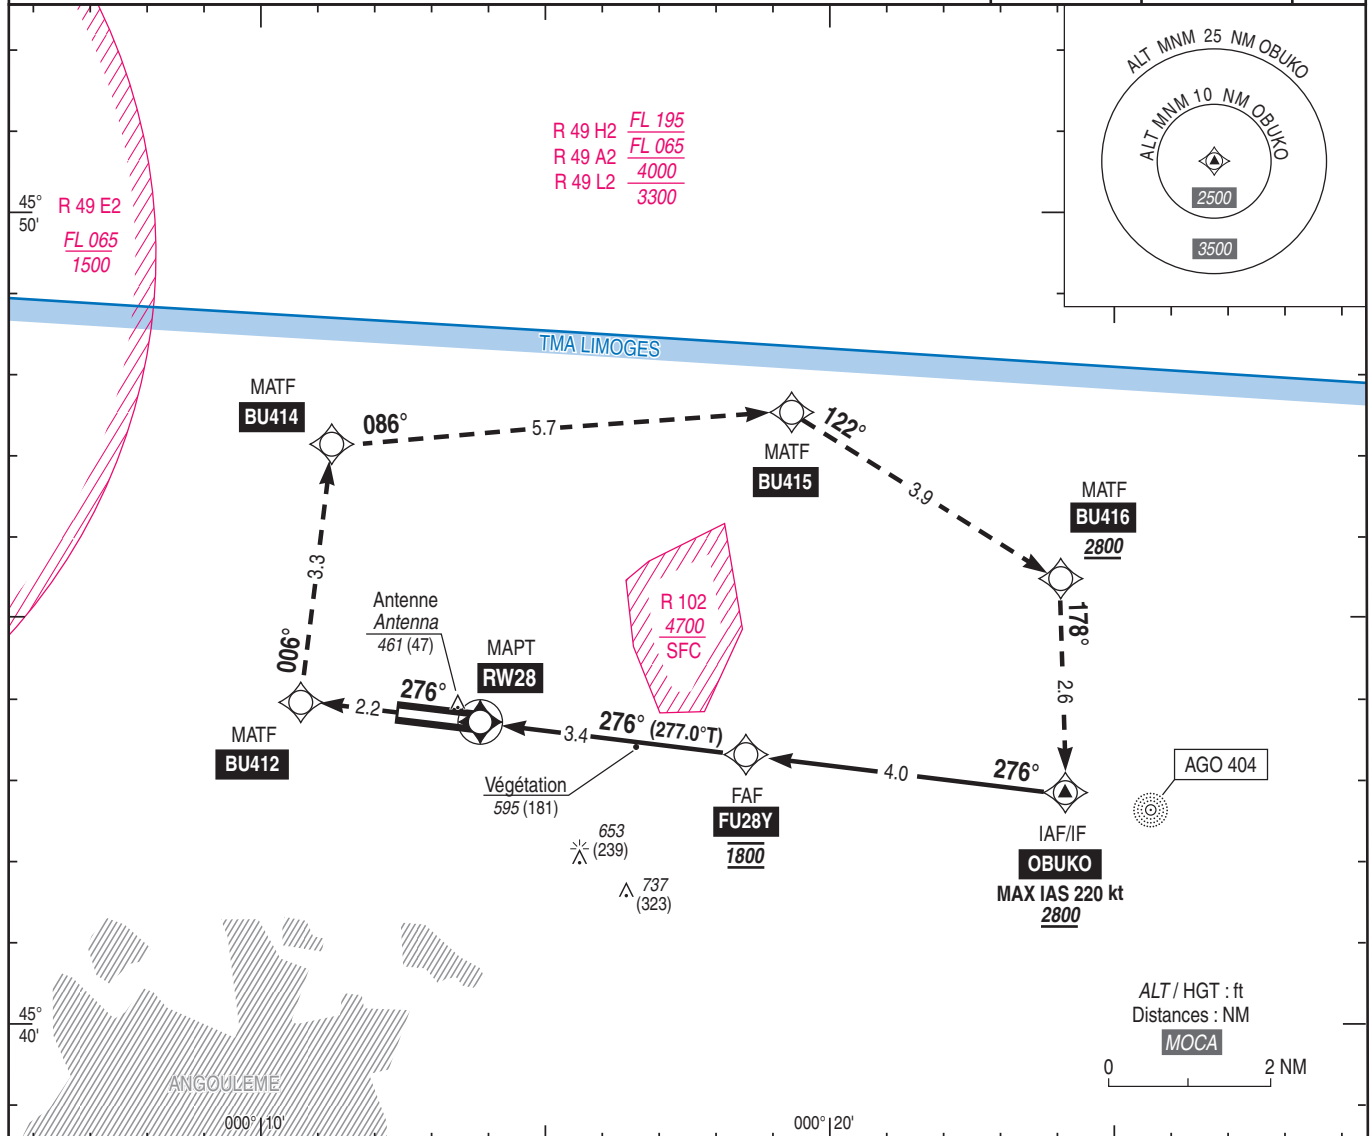 ALT MNM 25 NM OBUKO
ALT MNM 10 NM OBUKO
2500
3500
R 49 H2 FL 195
R 49 A2 FL 065
4000
R 49 L2
3300
45°
50'
R 49 E2
FL 065
1500
TMA LIMOGES
MATF
BU414
086°
5.7
122°
MATF
BU415
3.9
MATF
BU416
2800
3.3
006°
Antenne
Antenna
461 (47)
R 102
4700
SFC
178°
2.6
MAPT
RW28
276°
2.2
MATF
BU412
3.4
276° (277.0°T)
4.0
276°
AGO 404
Végétation
595 (181)
FAF
FU28Y
1800
IAF/IF
OBUKO
MAX IAS 220 kt
2800
653
(239)
737
(323)
45°
40'
ANGOULEME
ALT / HGT : ft
Distances : NM
MOCA
0 2 NM
000° 10'
000° 20'